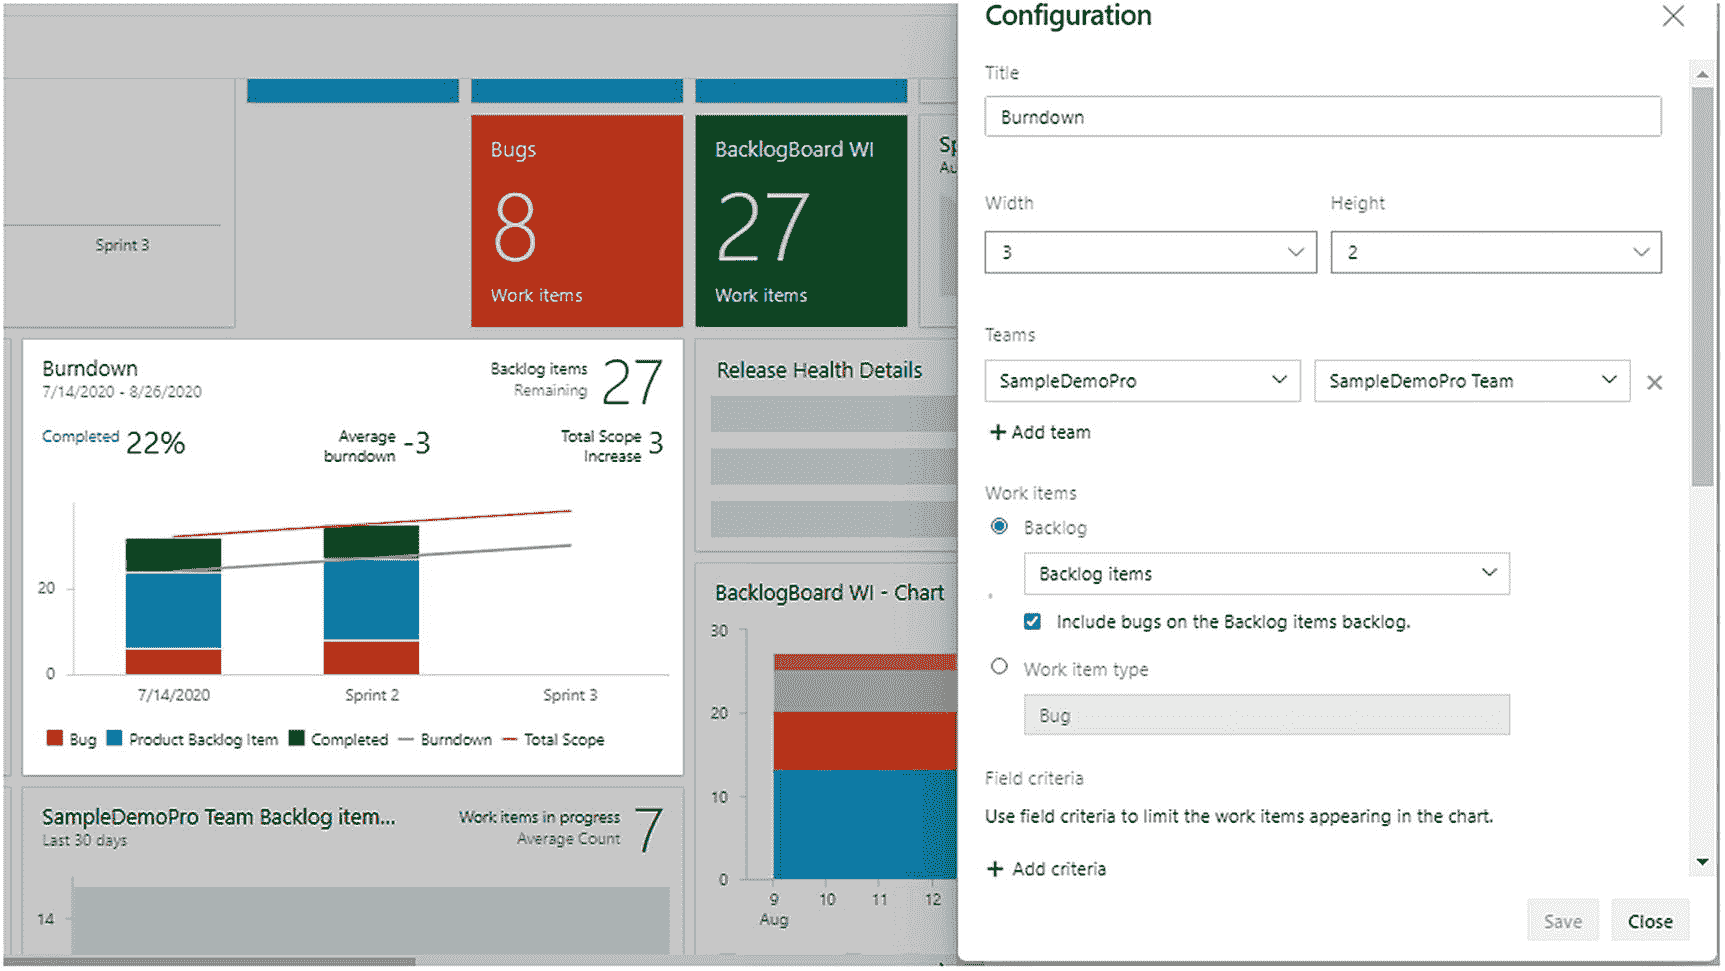 Configuration
Title
Burndown
Width
Height
3
2
Teams
SampleDemoPro
SampleDemoPro Team
+ Add team
Work items
Backlog
Backlog items
Include bugs on the Backlog items backlog.
Work item type
Bug
Field criteria
Use field criteria to limit the work items appearing in the chart.
+ Add criteria
Save
Close
Sprint 3
Bugs
8
Work items
BacklogBoard WI
27
Work items
Sp
Au
Burndown
7/14/2020 - 8/26/2020
Backlog items
Remaining
27
Completed 22%
Average
burndown
-3
Total Scope
Increase
3
20
0
7/14/2020
Sprint 2
Sprint 3
Bug
Product Backlog Item
Completed
Burndown
Total Scope
Release Health Details
BacklogBoard WI - Chart
30
20
10
0
9
10
11
12
Aug
SampleDemoPro Team Backlog item...
Last 30 days
Work items in progress
Average Count
7
14